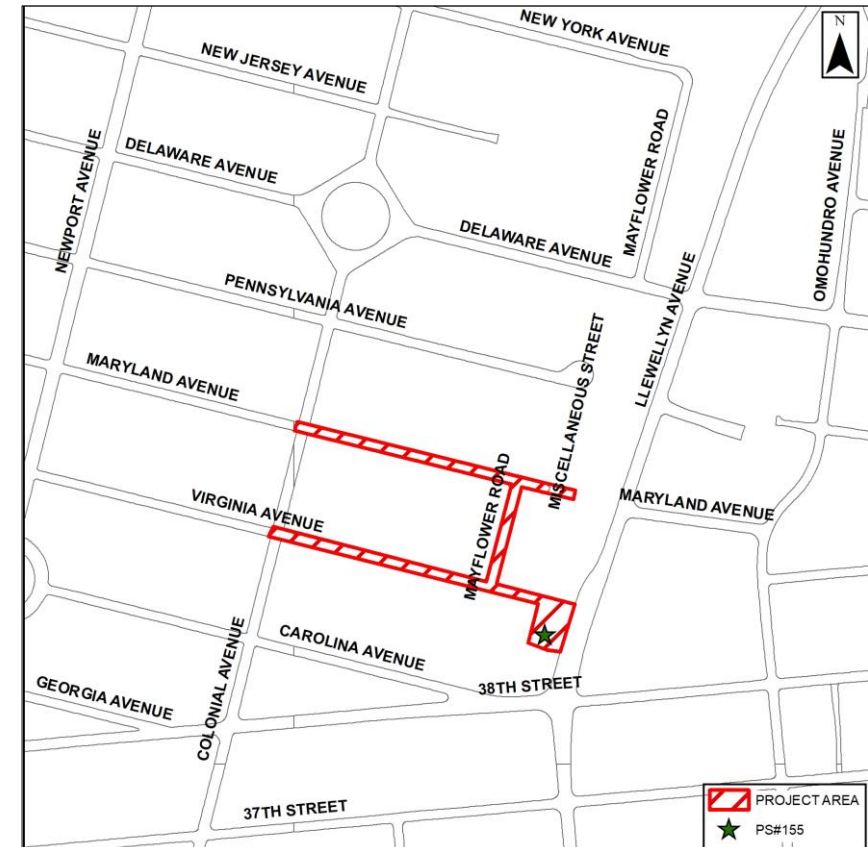 NEW YORK AVENUE
N
NEW JERSEY AVENUE
MAYFLOWER ROAD
NEWPORT AVENUE
DELAWARE AVENUE
OMOHUNDRO AVENUE
DELAWARE AVENUE
PENNSYLVANIA AVENUE
LLEWELLYN AVENUE
MISCELLANEOUS STREET
MARYLAND AVENUE
MAYFLOWER ROAD
MARYLAND AVENUE
VIRGINIA AVENUE
CAROLINA AVENUE
COLONIAL AVENUE
38TH STREET
GEORGIA AVENUE
37TH STREET
PROJECT AREA
PS#155